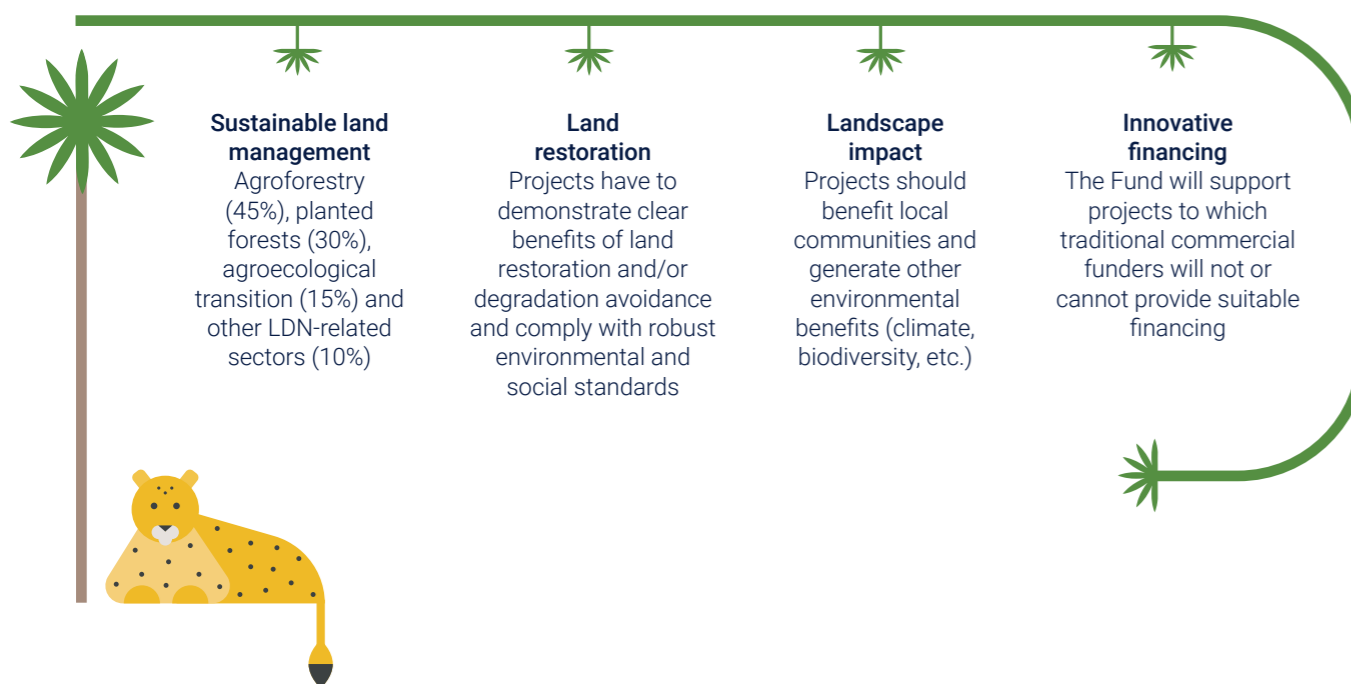 Sustainable land
management
Agroforestry
(45%), planted
forests (30%),
agroecological
transition (15%) and
other LDN-related
sectors (10%)
Land
restoration
Projects have to
demonstrate clear
benefits of land
restoration and/or
degradation avoidance
and comply with robust
environmental and
social standards
Landscape
impact
Projects should
benefit local
communities and
generate other
environmental
benefits (climate,
biodiversity, etc.)
Innovative
financing
The Fund will support
projects to which
traditional commercial
funders will not or
cannot provide suitable
financing